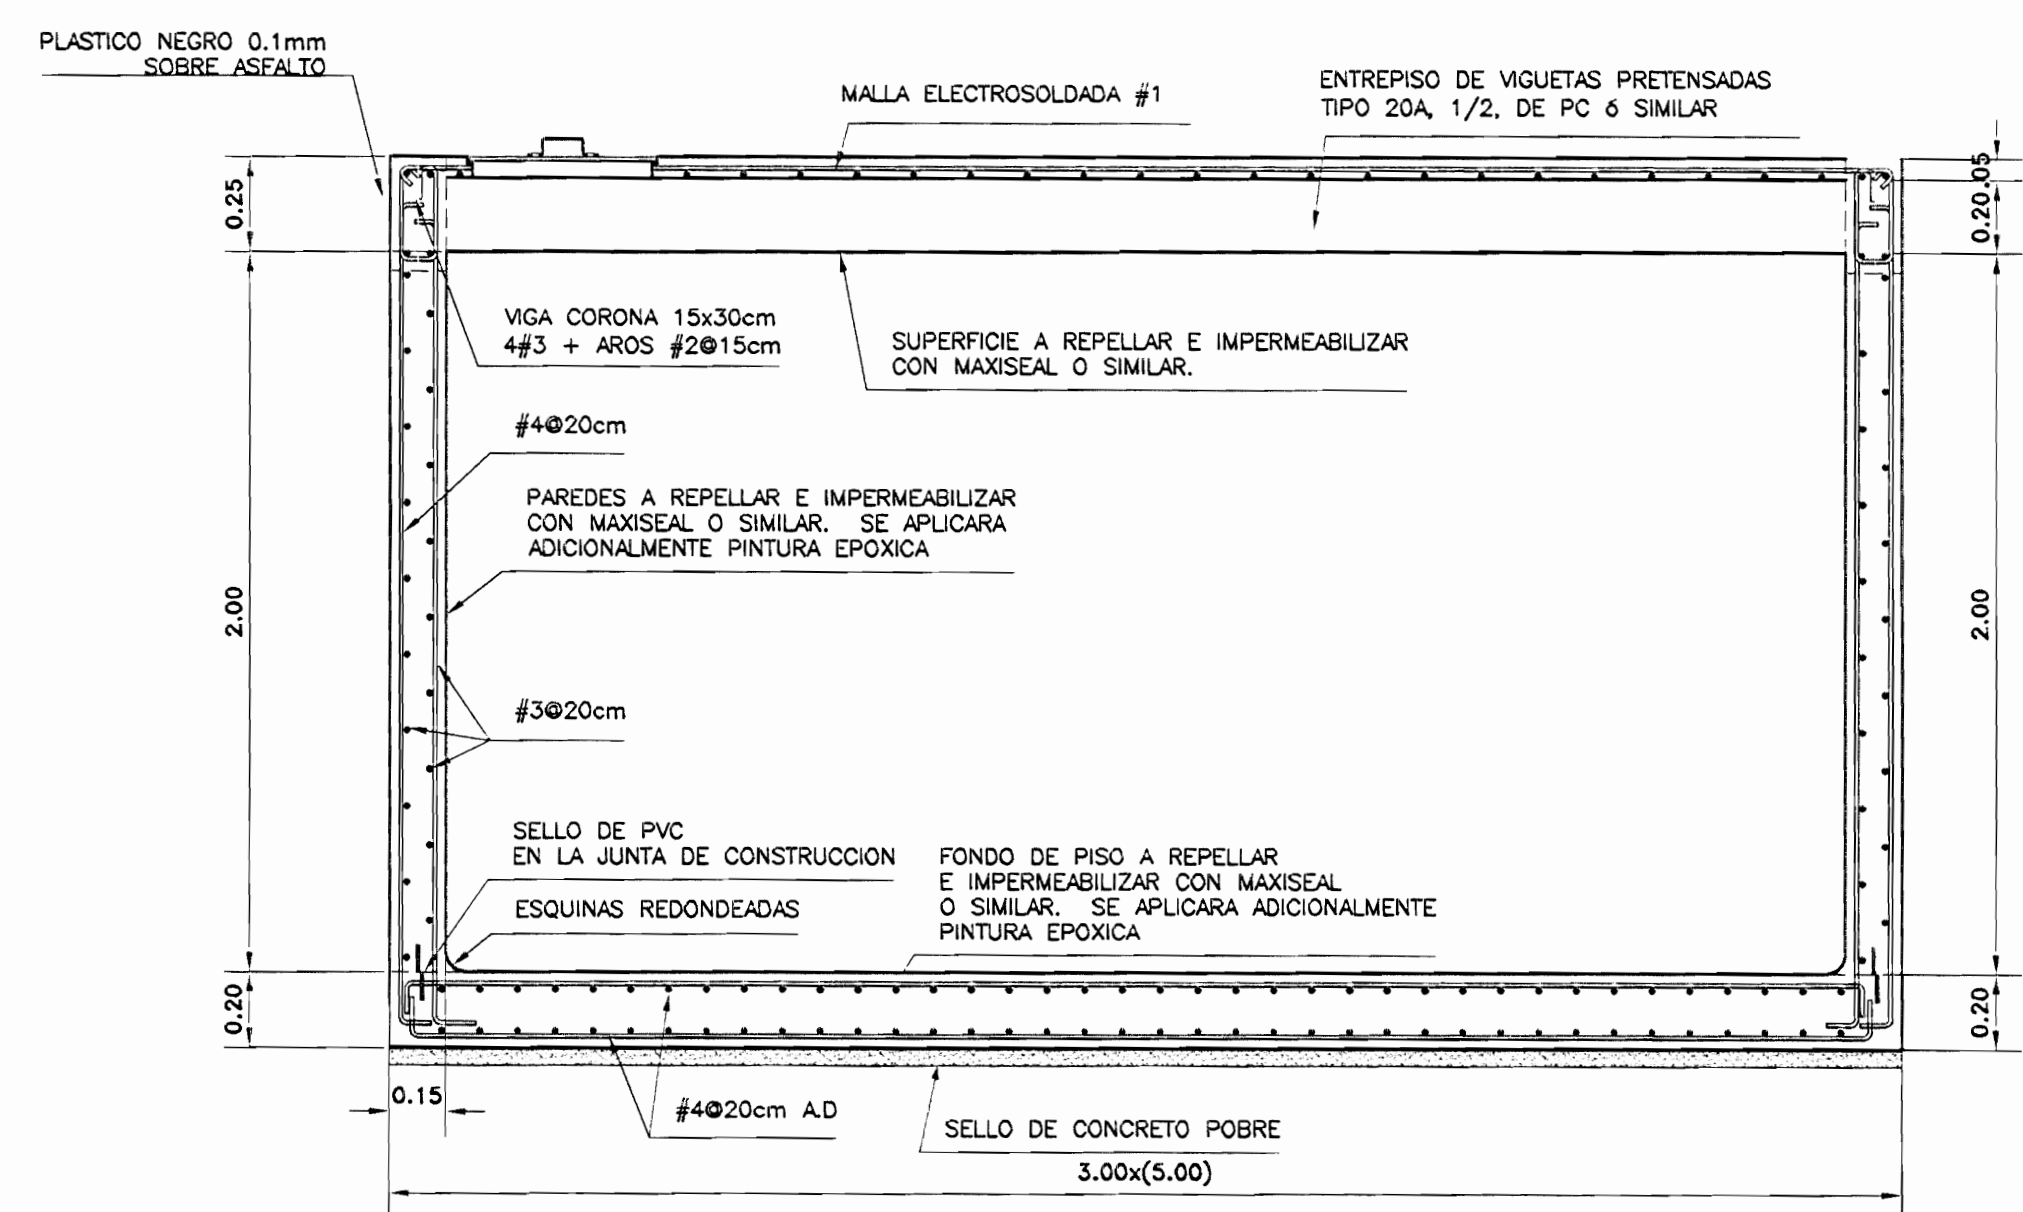 PLASTICO NEGRO 0.1mm
SOBRE ASFALTO
MALLA ELECTROSOLDADA #1
ENTREPISO DE VIGUETAS PRETENSADAS
TIPO 20A, 1/2, DE PC ó SIMILAR
0.25
0.05
0.20
VIGA CORONA 15x30cm
4#3 + AROS #2@15cm
SUPERFICIE A REPELLAR E IMPERMEABILIZAR
CON MAXISEAL O SIMILAR.
#4@20cm
PAREDES A REPELLAR E IMPERMEABILIZAR
CON MAXISEAL O SIMILAR. SE APLICARA
ADICIONALMENTE PINTURA EPOXICA
2.00
2.00
#3@20cm
SELLO DE PVC
EN LA JUNTA DE CONSTRUCCION
ESQUINAS REDONDEADAS
FONDO DE PISO A REPELLAR
E IMPERMEABILIZAR CON MAXISEAL
O SIMILAR. SE APLICARA ADICIONALMENTE
PINTURA EPOXICA
0.20
0.20
0.15
#4@20cm A.D
SELLO DE CONCRETO POBRE
3.00x(5.00)